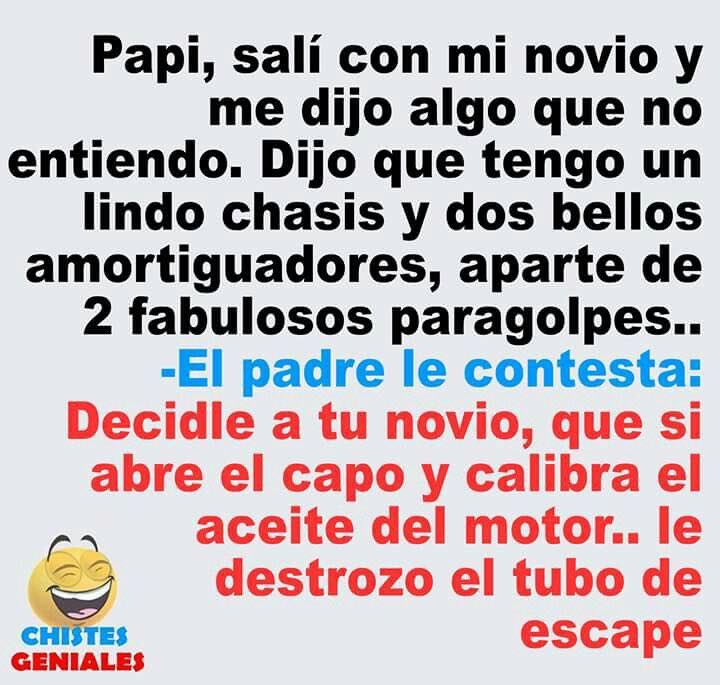 Papi, salí con mi novio y
me dijo algo que no
entiendo. Dijo que tengo un
lindo chasis y dos bellos
amortiguadores, aparte de
2 fabulosos paragolpes..
-El padre le contesta:
Decidle a tu novio, que si
abre el capo y calibra el
aceite del motor.. le
destrozo el tubo de
escape
CHISTES
GENIALES